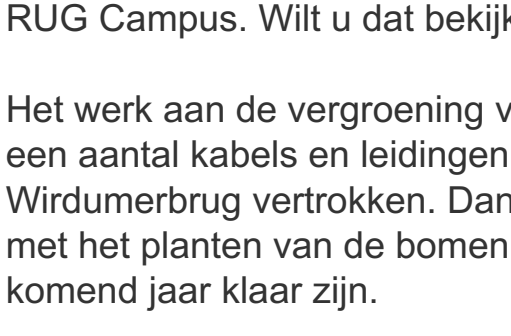 RUG Campus. Wilt u dat
Het werk aan de vergroening
een aantal kabels en leidingen
Wirdumerbrug vertrokken. Dan
met het planten van de bomen
komend jaar klaar zijn.